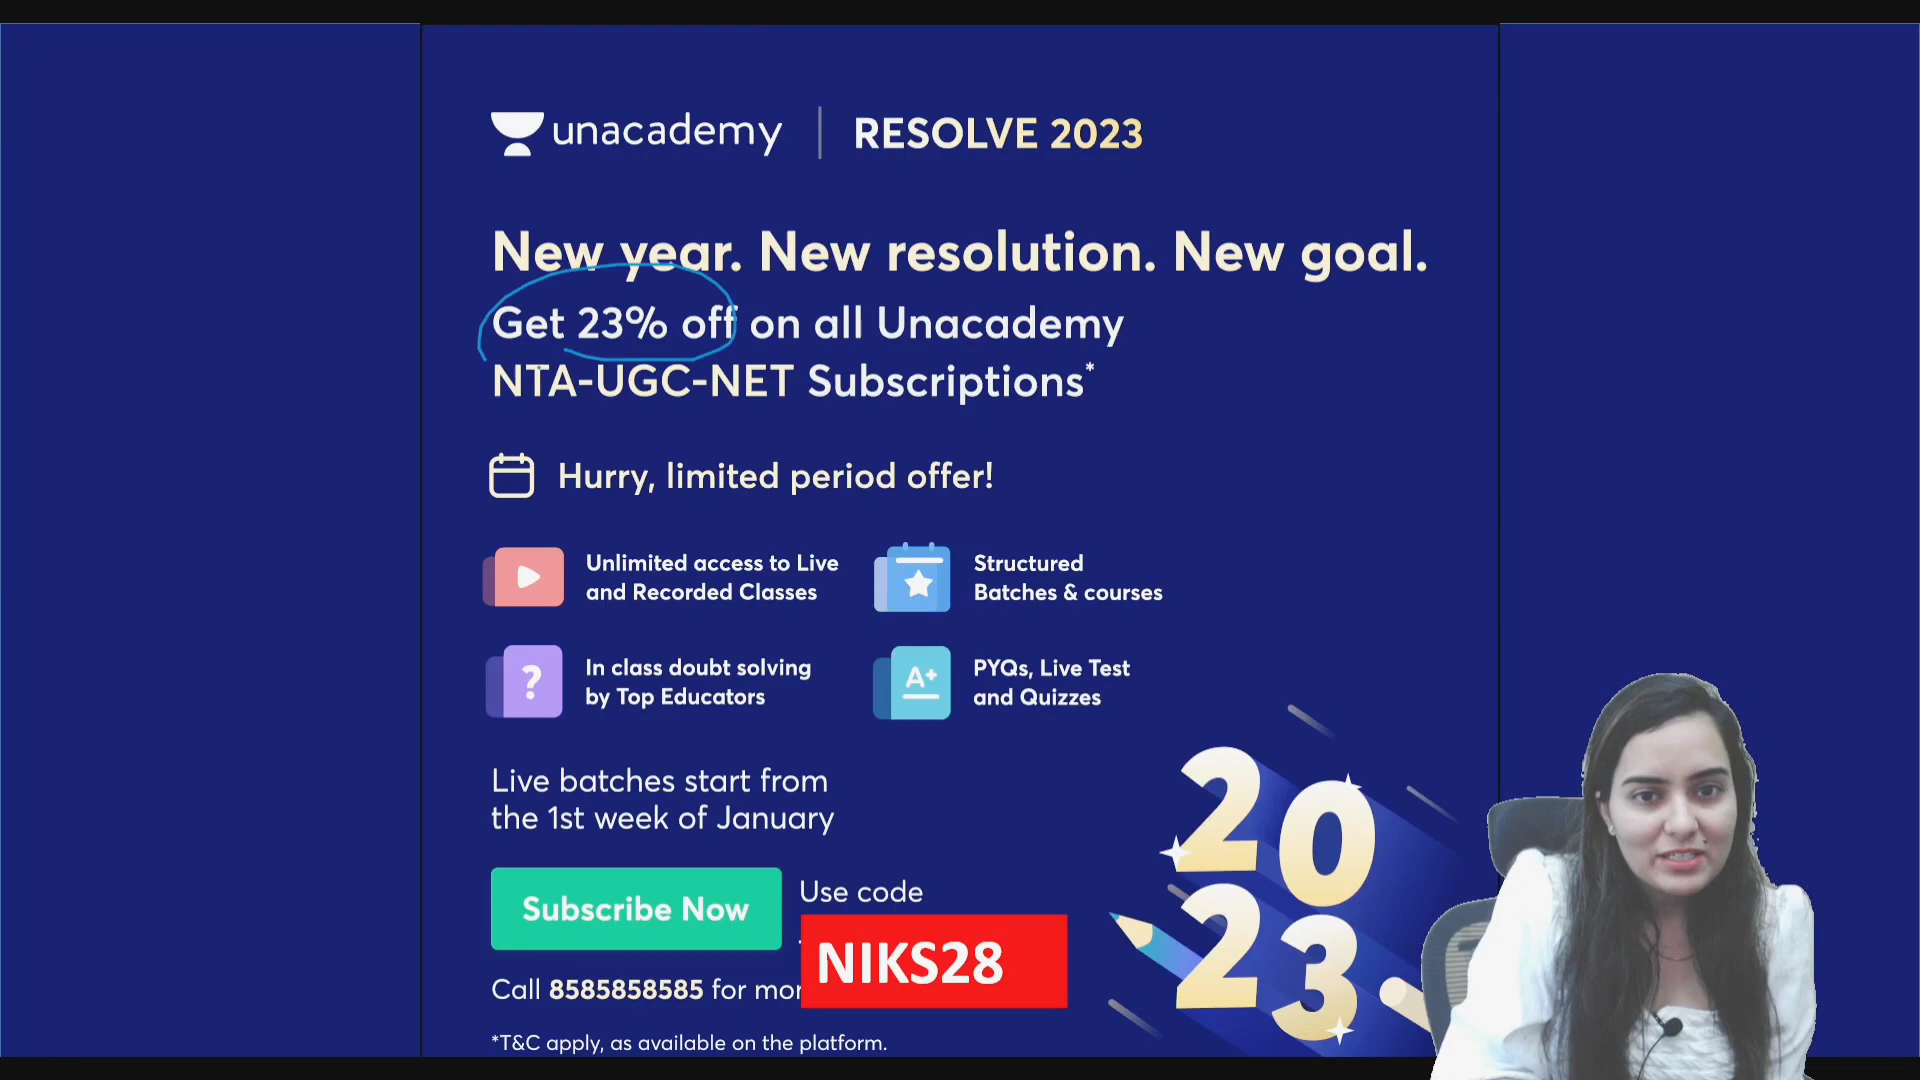 unacademy | RESOLVE 2023
New year. New resolution. New goal.
Get 23% off on all Unacademy
NTA-UGC-NET Subscriptions*
Hurry, limited period offer!
Unlimited access to Live
and Recorded Classes
Structured
Batches & courses
?
In class doubt solving
by Top Educators
A+
PYQs, Live Test
and Quizzes
Live batches start from
the 1st week of January
Subscribe Now
Use code
NIKS28
Call 8585858585 for
*T&C apply, as available on the platform.
20
23